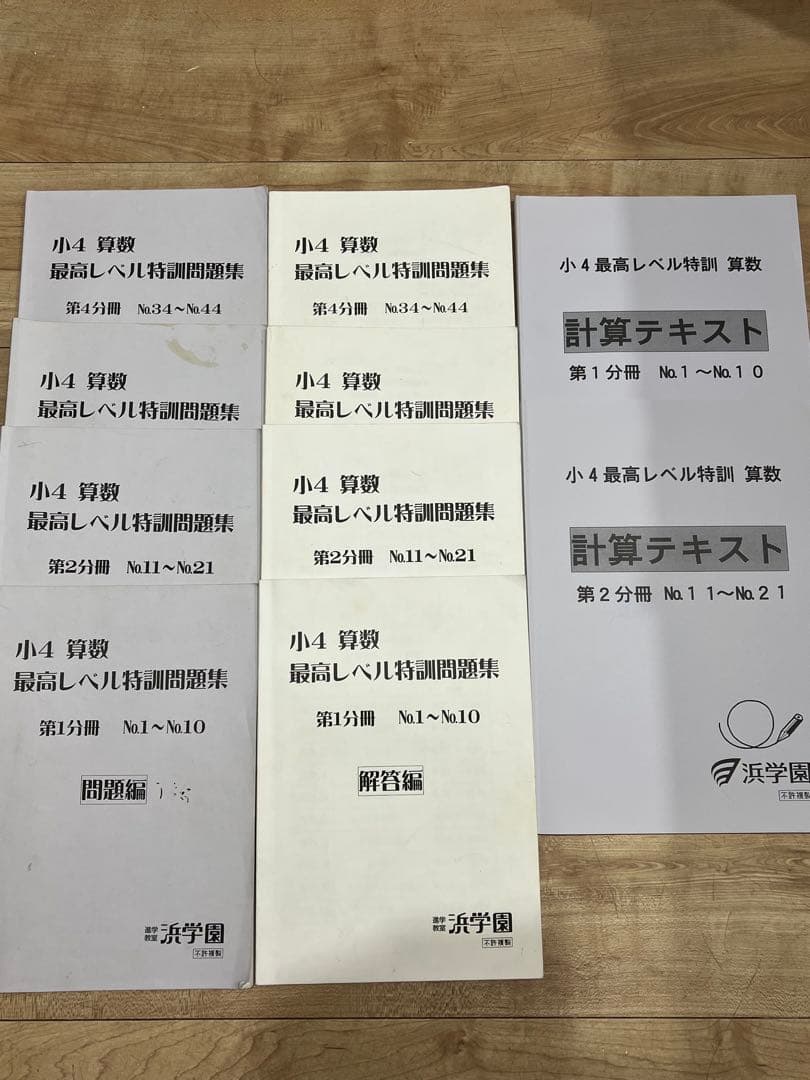 小4 算数
最高レベル特訓問題集
第4分冊 No.34～No.44
小4 算数
最高レベル特訓問題集
小4 算数
最高レベル特訓問題集
第2分冊 No.11～No.21
小4 算数
最高レベル特訓問題集
第1分冊 No.1～No.10
問題編
進学教室 浜学園
不許複製
小4 算数
最高レベル特訓問題集
第4分冊 No.34～No.44
小4 算数
最高レベル特訓問題集
小4 算数
最高レベル特訓問題集
第2分冊 No.11～No.21
小4 算数
最高レベル特訓問題集
第1分冊 No.1～No.10
解答編
進学教室 浜学園
不許複製
小4最高レベル特訓 算数
計算テキスト
第1分冊 No.1～No.10
小4最高レベル特訓 算数
計算テキスト
第2分冊 No.11～No.21
浜学園
不許複製